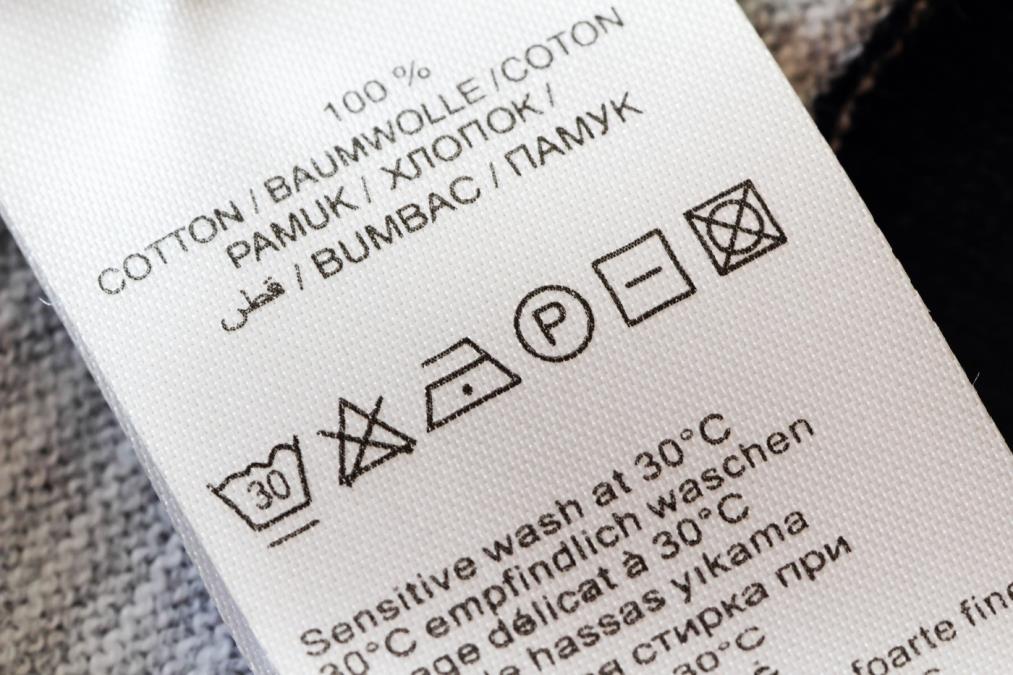 100 %
COTTON / BAUMWOLLE / COTON
PAMUK / ХЛОПОК /
قطن / BUMBAC / ПАМУК
30 P
Sensitive wash at 30°C
30°C empfindlich waschen
délicat à 30°C
hassas yıkama
стирка при
30°C
foarte fine